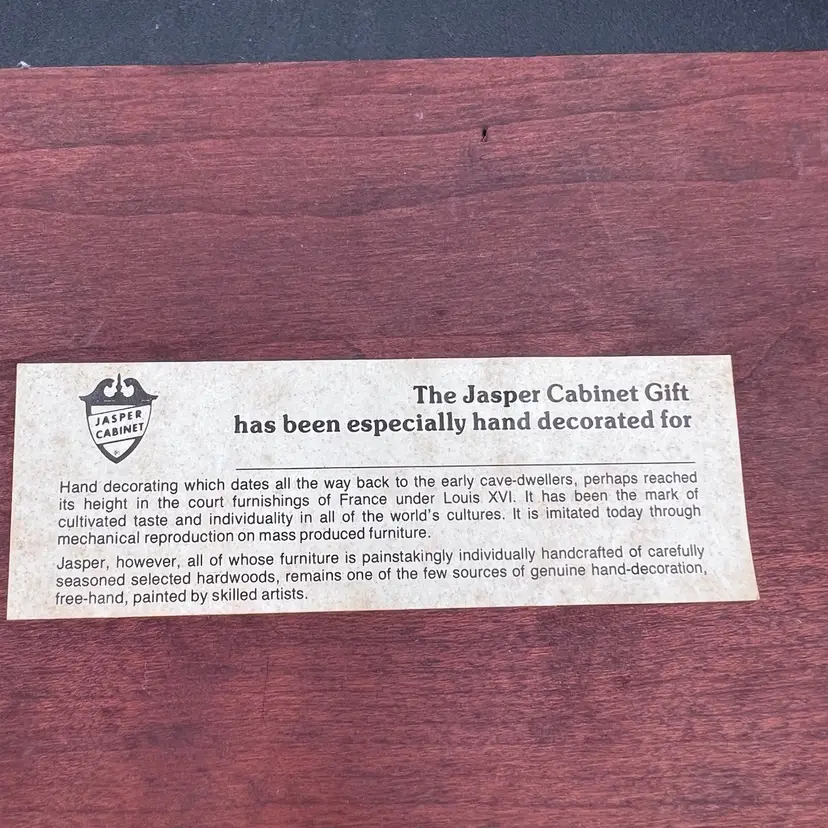 JASPER
CABINET
®
The Jasper Cabinet Gift
has been especially hand decorated for
Hand decorating which dates all the way back to the early cave-dwellers, perhaps reached
its height in the court furnishings of France under Louis XVI. It has been the mark of
cultivated taste and individuality in all of the world's cultures. It is imitated today through
mechanical reproduction on mass produced furniture.
Jasper, however, all of whose furniture is painstakingly individually handcrafted of carefully
seasoned selected hardwoods, remains one of the few sources of genuine hand-decoration,
free-hand, painted by skilled artists.